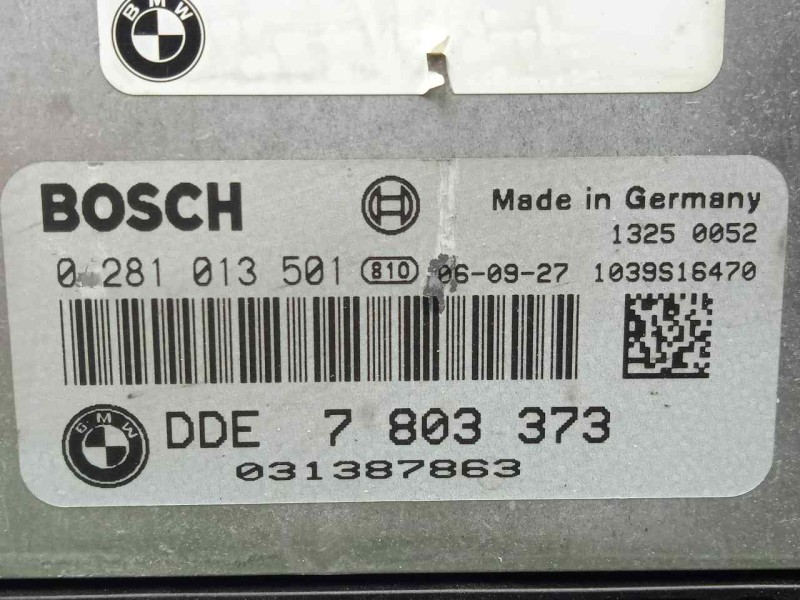 BMW
BOSCH
Made in Germany
1325 0052
0 281 013 501 810 06-09-27 1039S16470
BMW
DDE 7 803 373
031387863